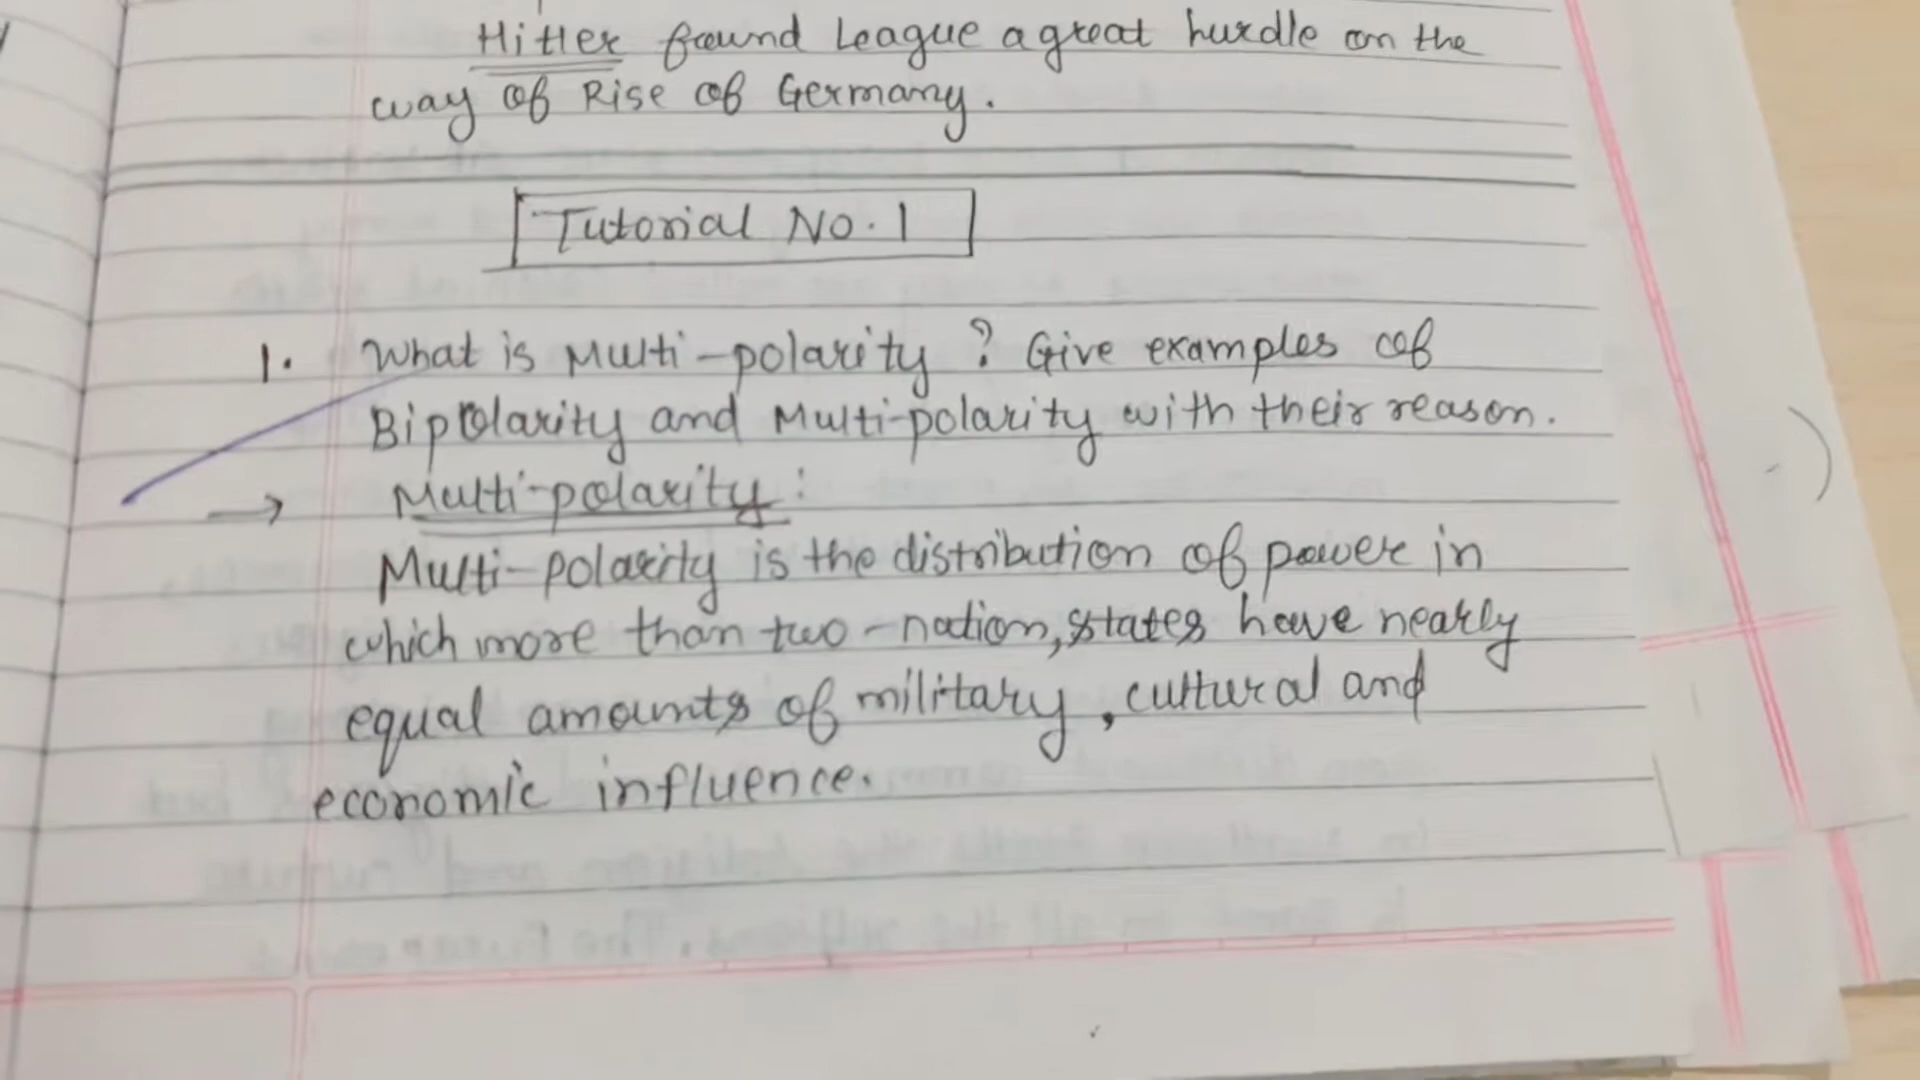 Hitler found League a great hurdle on the
way of Rise of Germany.
Tutorial No. 1
1. What is Multi-polarity ? Give examples of
Bipolarity and Multi-polarity with their reason.
→ Multi-polarity :
Multi-polarity is the distribution of power in
which more than two-nation, states have nearly
equal amounts of military, cultural and
economic influence.